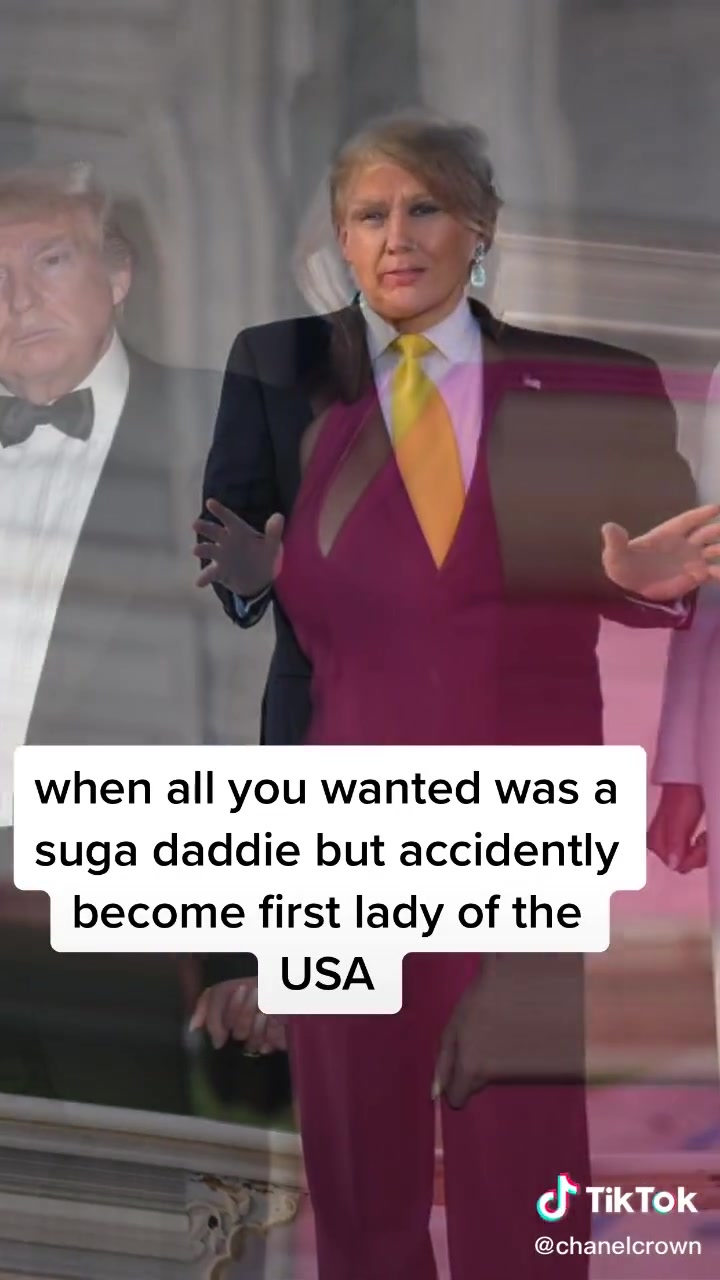 when all you wanted was a
suga daddie but accidently
become first lady of the
USA
TikTok
@chanelcrown